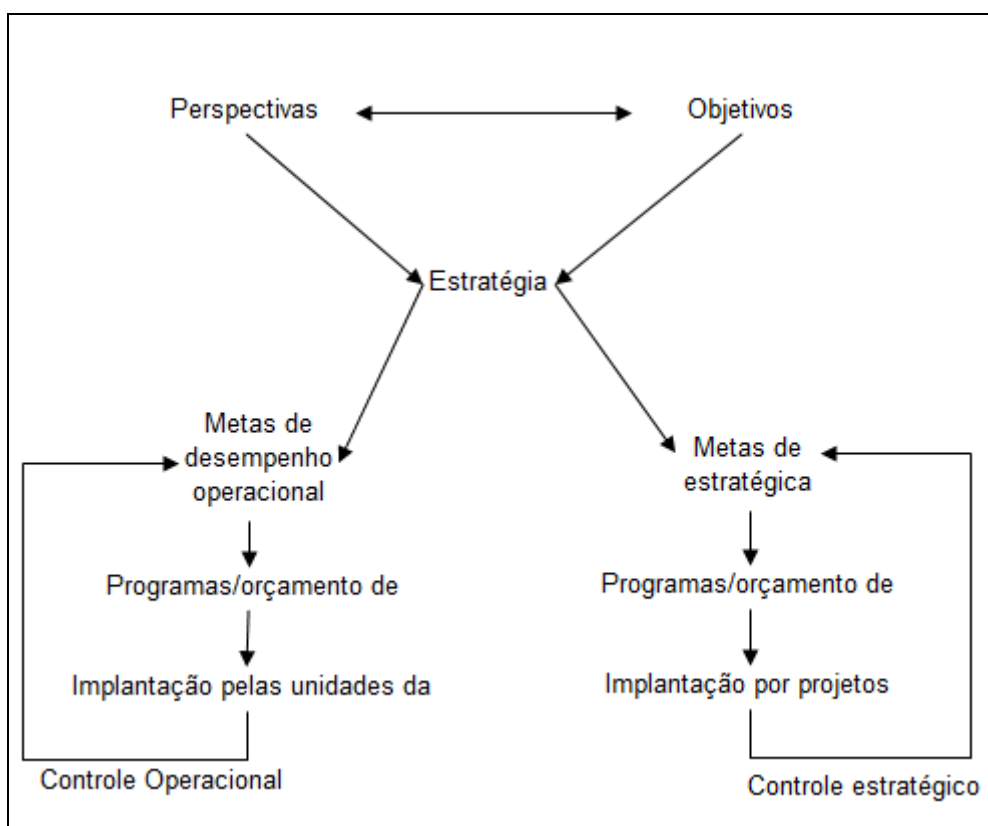 Perspectivas
Objetivos
Estratégia
Metas de
desempenho
operacional
Metas de
estratégica
Programas/orçamento de
Programas/orçamento de
Implantação pelas unidades da
Implantação por projetos
Controle Operacional
Controle estratégico